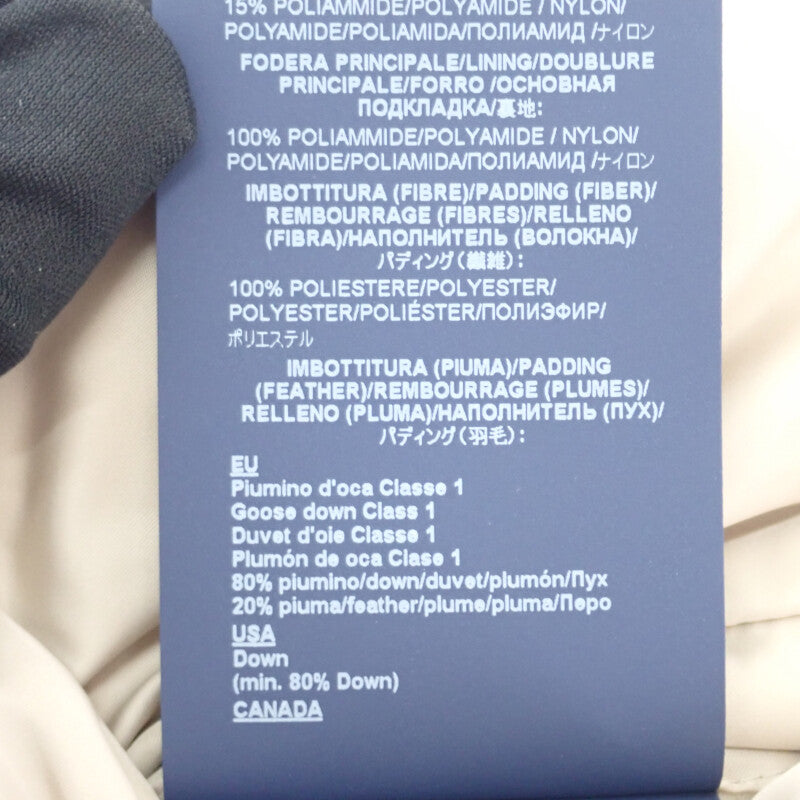 15% POLIAMMIDE/POLYAMIDE / NYLON/
POLYAMIDE/POLIAMIDA/ПОЛИАМИД /ナイロン
FODERA PRINCIPALE/LINING/DOUBLURE
PRINCIPALE/FORRO /ОСНОВНАЯ
ПОДКЛАДКА/裏地:
100% POLIAMMIDE/POLYAMIDE / NYLON/
POLYAMIDE/POLIAMIDA/ПОЛИАМИД /ナイロン
IMBOTTITURA (FIBRE)/PADDING (FIBER)/
REMBOURRAGE (FIBRES)/RELLENO
(FIBRA)/НАПОЛНИТЕЛЬ (ВОЛОКНА)/
パディング(繊維):
100% POLIESTERE/POLYESTER/
POLYESTER/POLIÉSTER/ПОЛИЭФИР/
ポリエステル
IMBOTTITURA (PIUMA)/PADDING
(FEATHER)/REMBOURRAGE (PLUMES)/
RELLENO (PLUMA)/НАПОЛНИТЕЛЬ (ПУХ)/
パディング(羽毛):
EU
Piumino d'oca Classe 1
Goose down Class 1
Duvet d'oie Classe 1
Plumón de oca Clase 1
80% piumino/down/duvet/plumón/Пух
20% piuma/feather/plume/pluma/Перо
USA
Down
(min. 80% Down)
CANADA